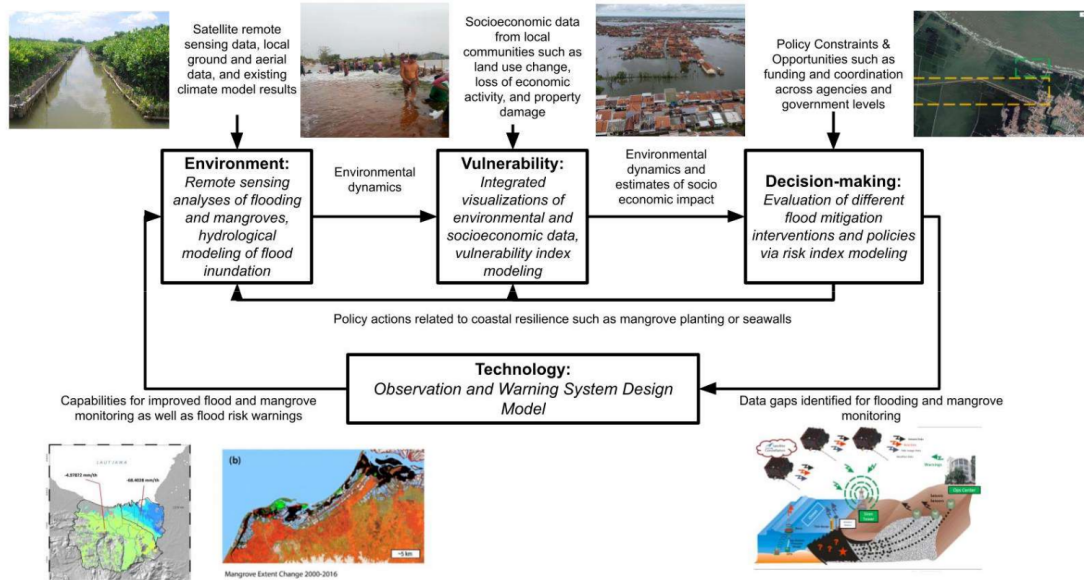 Satellite remote
sensing data, local
ground and aerial
data, and existing
climate model results
Socioeconomic data
from local
communities such as
land use change,
loss of economic
activity, and property
damage
Policy Constraints &
Opportunities such as
funding and coordination
across agencies and
government levels
Environment:
Remote sensing
analyses of flooding
and mangroves,
hydrological
modeling of flood
inundation
Environmental
dynamics
Vulnerability:
Integrated
visualizations of
environmental and
socioeconomic data,
vulnerability index
modeling
Environmental
dynamics and
estimates of socio
economic impact
Decision-making:
Evaluation of different
flood mitigation
interventions and policies
via risk index modeling
Policy actions related to coastal resilience such as mangrove planting or seawalls
Technology:
Observation and Warning System Design
Model
Capabilities for improved flood and mangrove
monitoring as well as flood risk warnings
Data gaps identified for flooding and mangrove
monitoring
(b)
~5 km
Mangrove Extent Change 2000-2016
Warnings
Ops Center